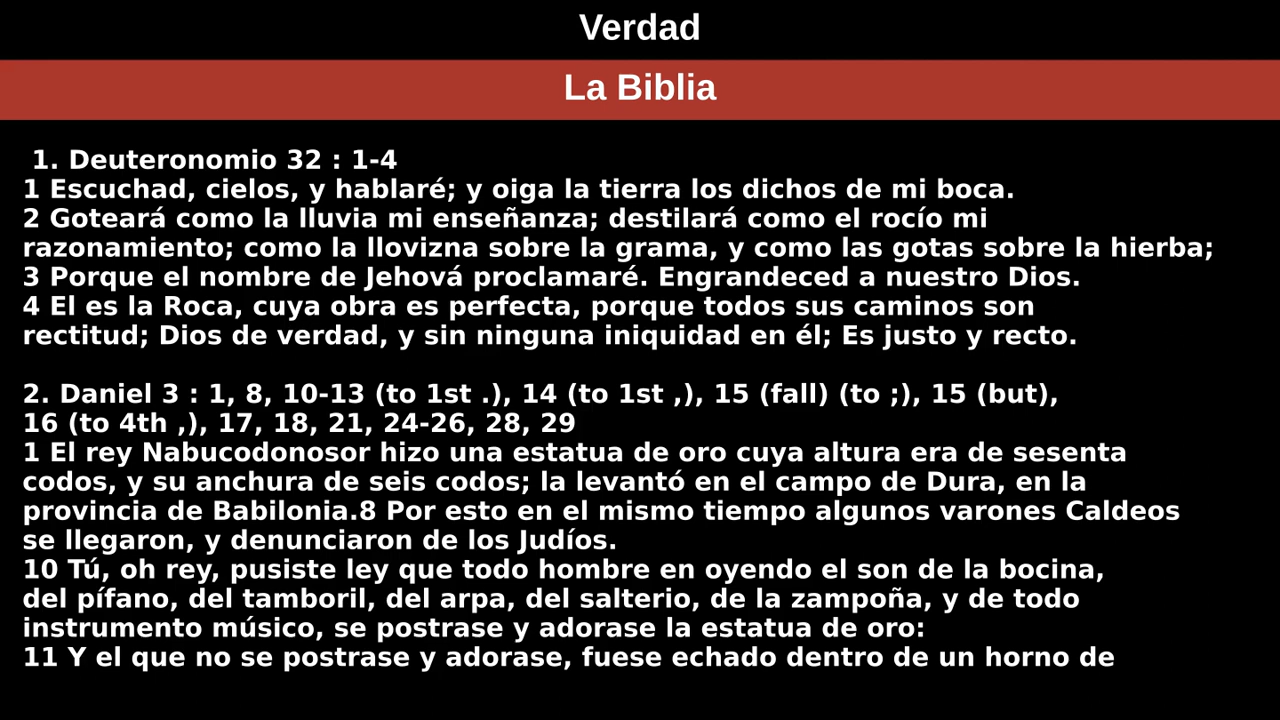 Verdad
La Biblia
1. Deuteronomio 32 : 1-4
1 Escuchad, cielos, y hablaré; y oiga la tierra los dichos de mi boca.
2 Goteará como la lluvia mi enseñanza; destilará como el rocío mi
razonamiento; como la llovizna sobre la grama, y como las gotas sobre la hierba;
3 Porque el nombre de Jehová proclamaré. Engrandeced a nuestro Dios.
4 El es la Roca, cuya obra es perfecta, porque todos sus caminos son
rectitud; Dios de verdad, y sin ninguna iniquidad en él; Es justo y recto.
2. Daniel 3 : 1, 8, 10-13 (to 1st .), 14 (to 1st ,), 15 (fall) (to ;), 15 (but),
16 (to 4th ,), 17, 18, 21, 24-26, 28, 29
1 El rey Nabucodonosor hizo una estatua de oro cuya altura era de sesenta
codos, y su anchura de seis codos; la levantó en el campo de Dura, en la
provincia de Babilonia.8 Por esto en el mismo tiempo algunos varones Caldeos
se llegaron, y denunciaron de los Judíos.
10 Tú, oh rey, pusiste ley que todo hombre en oyendo el son de la bocina,
del pífano, del tamboril, del arpa, del salterio, de la zampoña, y de todo
instrumento músico, se postrase y adorase la estatua de oro:
11 Y el que no se postrase y adorase, fuese echado dentro de un horno de